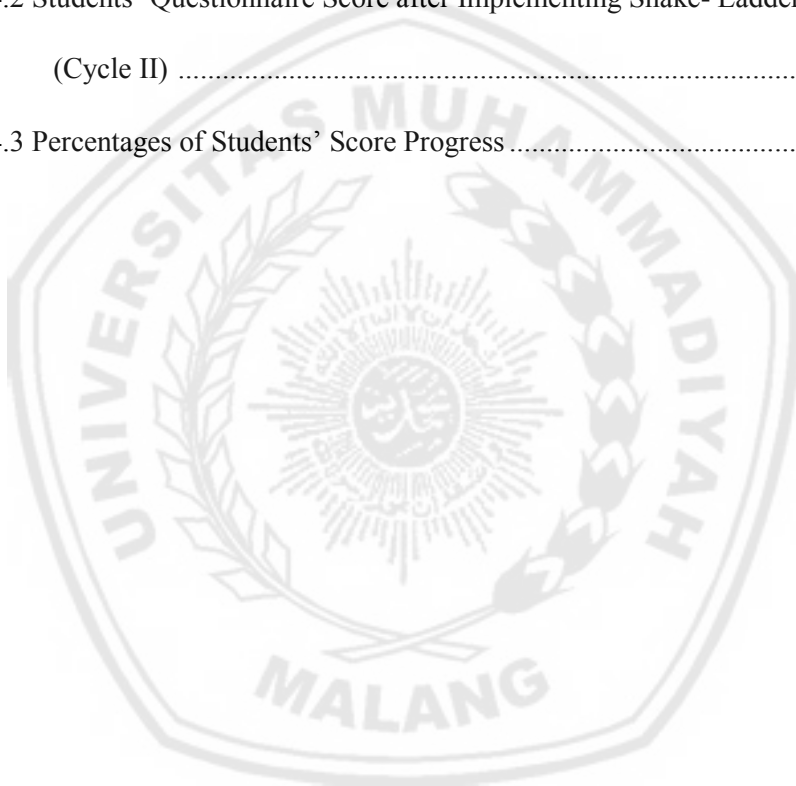 .2 Students' Questionnaire Score after Implementing Snake- Ladder
(Cycle II) ....................................................................................
.3 Percentages of Students' Score Progress ......................................
UNIVERSITAS MUHAMMADIYAH
MALANG